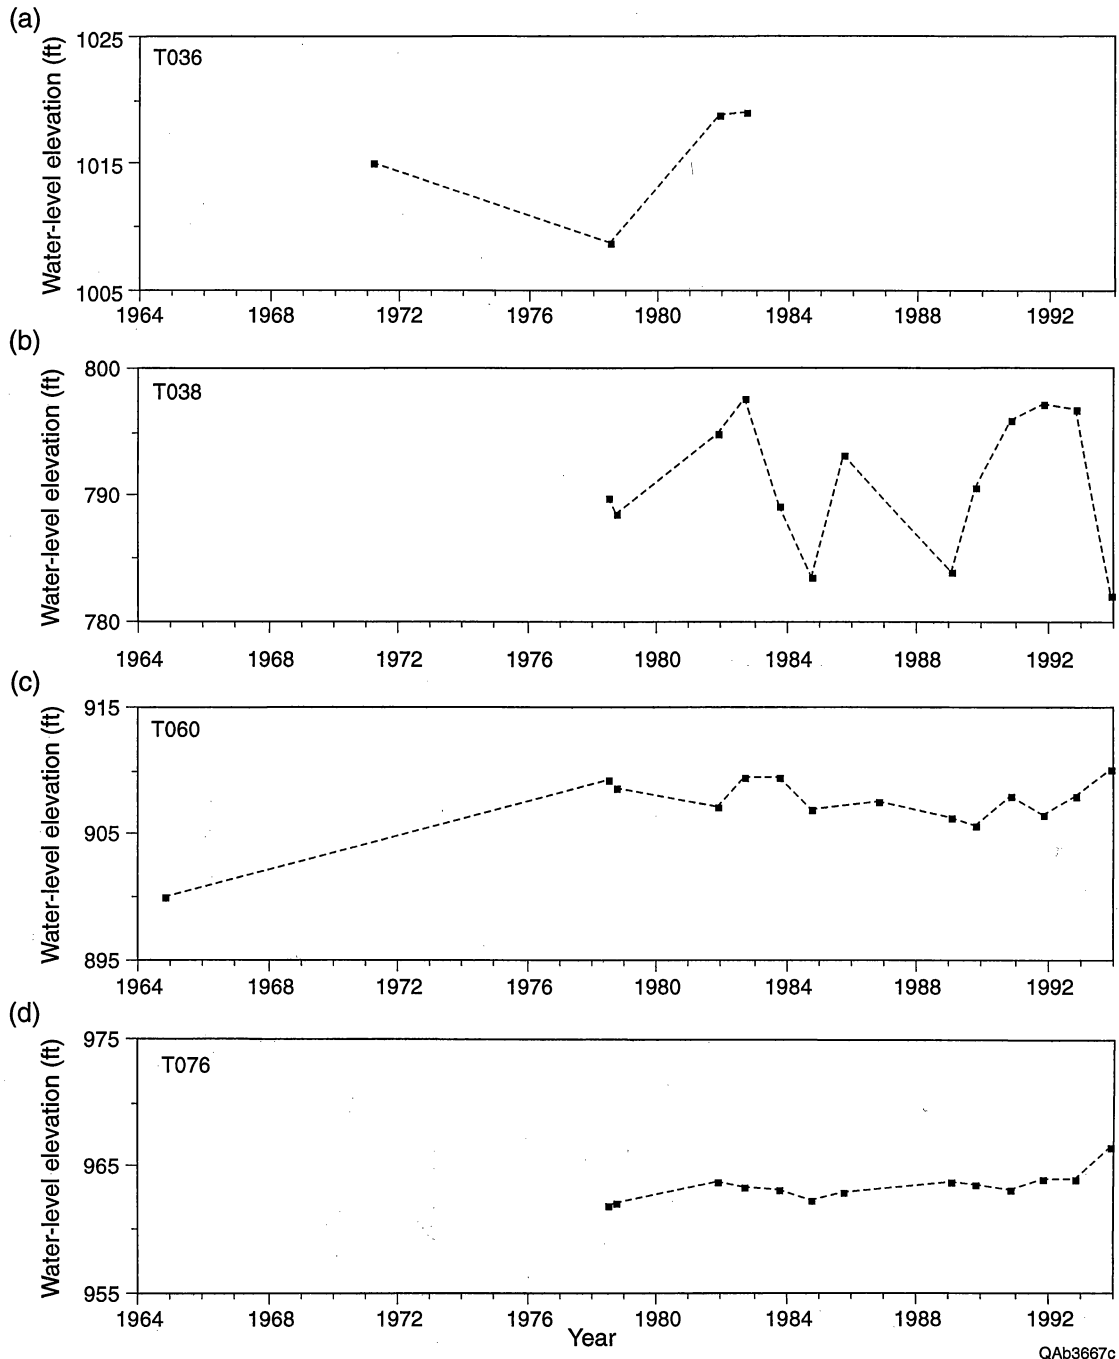 (a)
Water-level elevation (ft)
1025
T036
1015
1005
1964 1968 1972 1976 1980 1984 1988 1992
(b)
Water-level elevation (ft)
800
T038
790
780
1964 1968 1972 1976 1980 1984 1988 1992
(c)
Water-level elevation (ft)
915
T060
905
895
1964 1968 1972 1976 1980 1984 1988 1992
(d)
Water-level elevation (ft)
975
T076
965
955
1964 1968 1972 1976 1980 1984 1988 1992
Year
QAb3667c